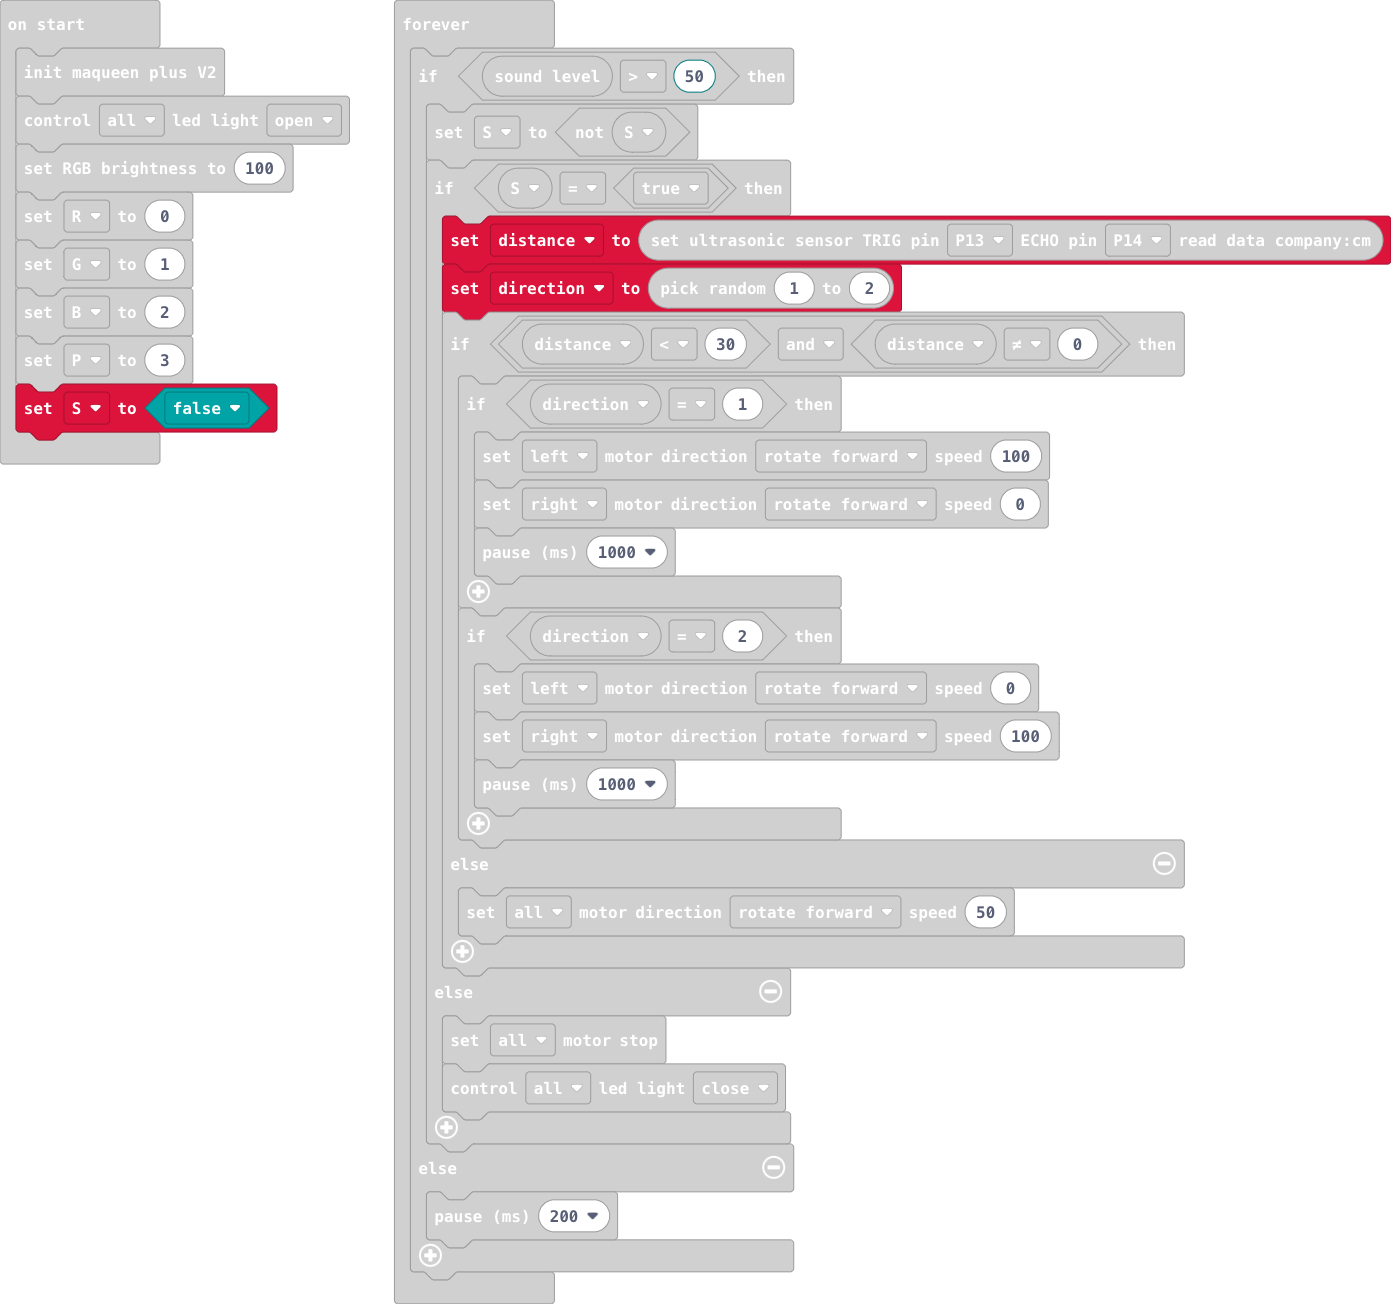 on start
init maqueen plus V2
control all led light open
set RGB brightness to 100
set R to 0
set G to 1
set B to 2
set P to 3
set S to false
forever
if sound level > 50 then
set S to not S
if S = true then
set distance to set ultrasonic sensor TRIG pin P13 ECHO pin P14 read data company:cm
set direction to pick random 1 to 2
if distance < 30 and distance ≠ 0 then
if direction = 1 then
set left motor direction rotate forward speed 100
set right motor direction rotate forward speed 0
pause (ms) 1000
if direction = 2 then
set left motor direction rotate forward speed 0
set right motor direction rotate forward speed 100
pause (ms) 1000
else
set all motor direction rotate forward speed 50
else
set all motor stop
control all led light close
else
pause (ms) 200